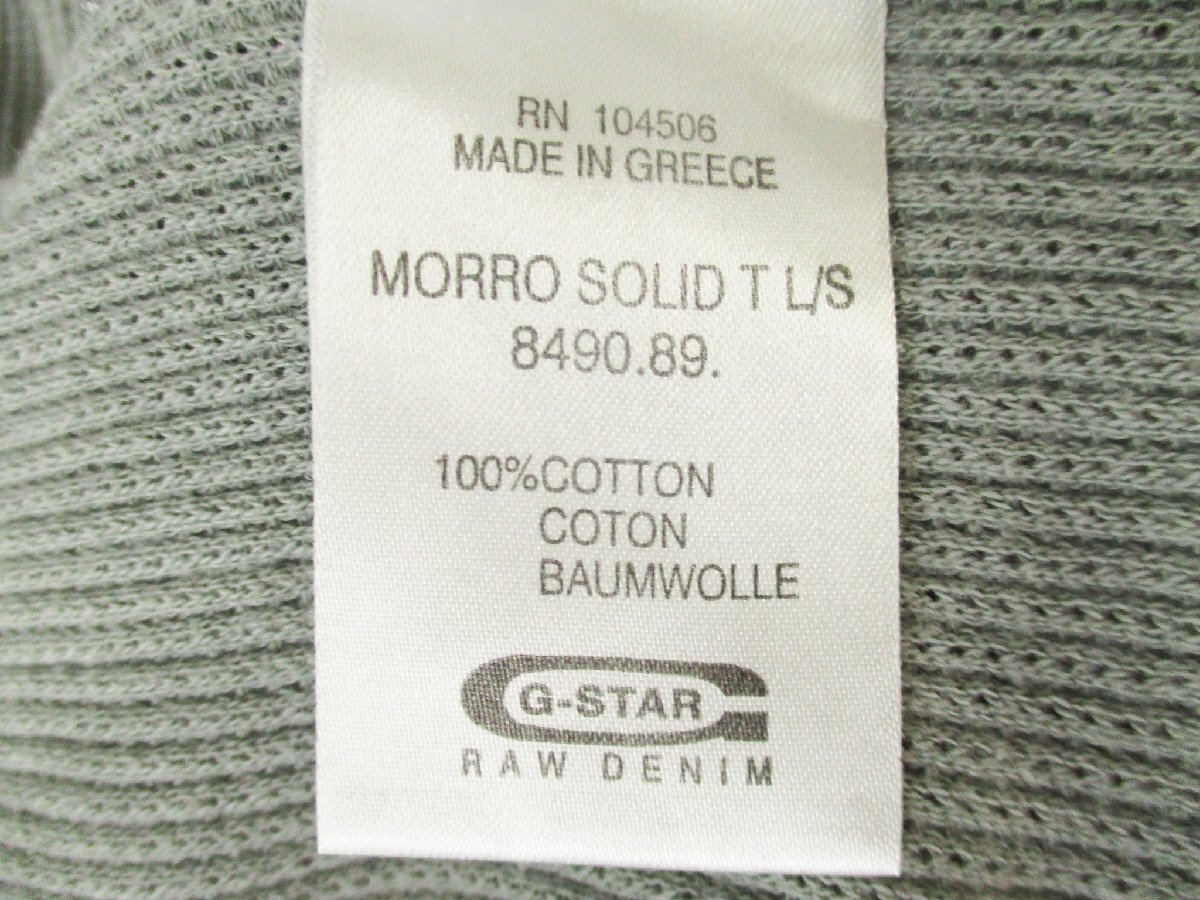 RN 104506
MADE IN GREECE
MORRO SOLID T L/S
8490.89.
100%COTTON
COTON
BAUMWOLLE
G-STAR
RAW DENIM